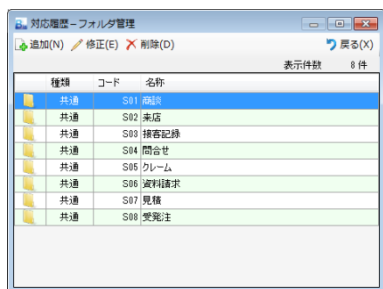 対応履歴－フォルダ管理
追加(N) 修正(E) 削除(D) 戻る(X)
表示件数 8 件
種類 コード 名称
共通 S01 商談
共通 S02 来店
共通 S03 接客記録
共通 S04 問合せ
共通 S05 クレーム
共通 S06 資料請求
共通 S07 見積
共通 S08 受発注